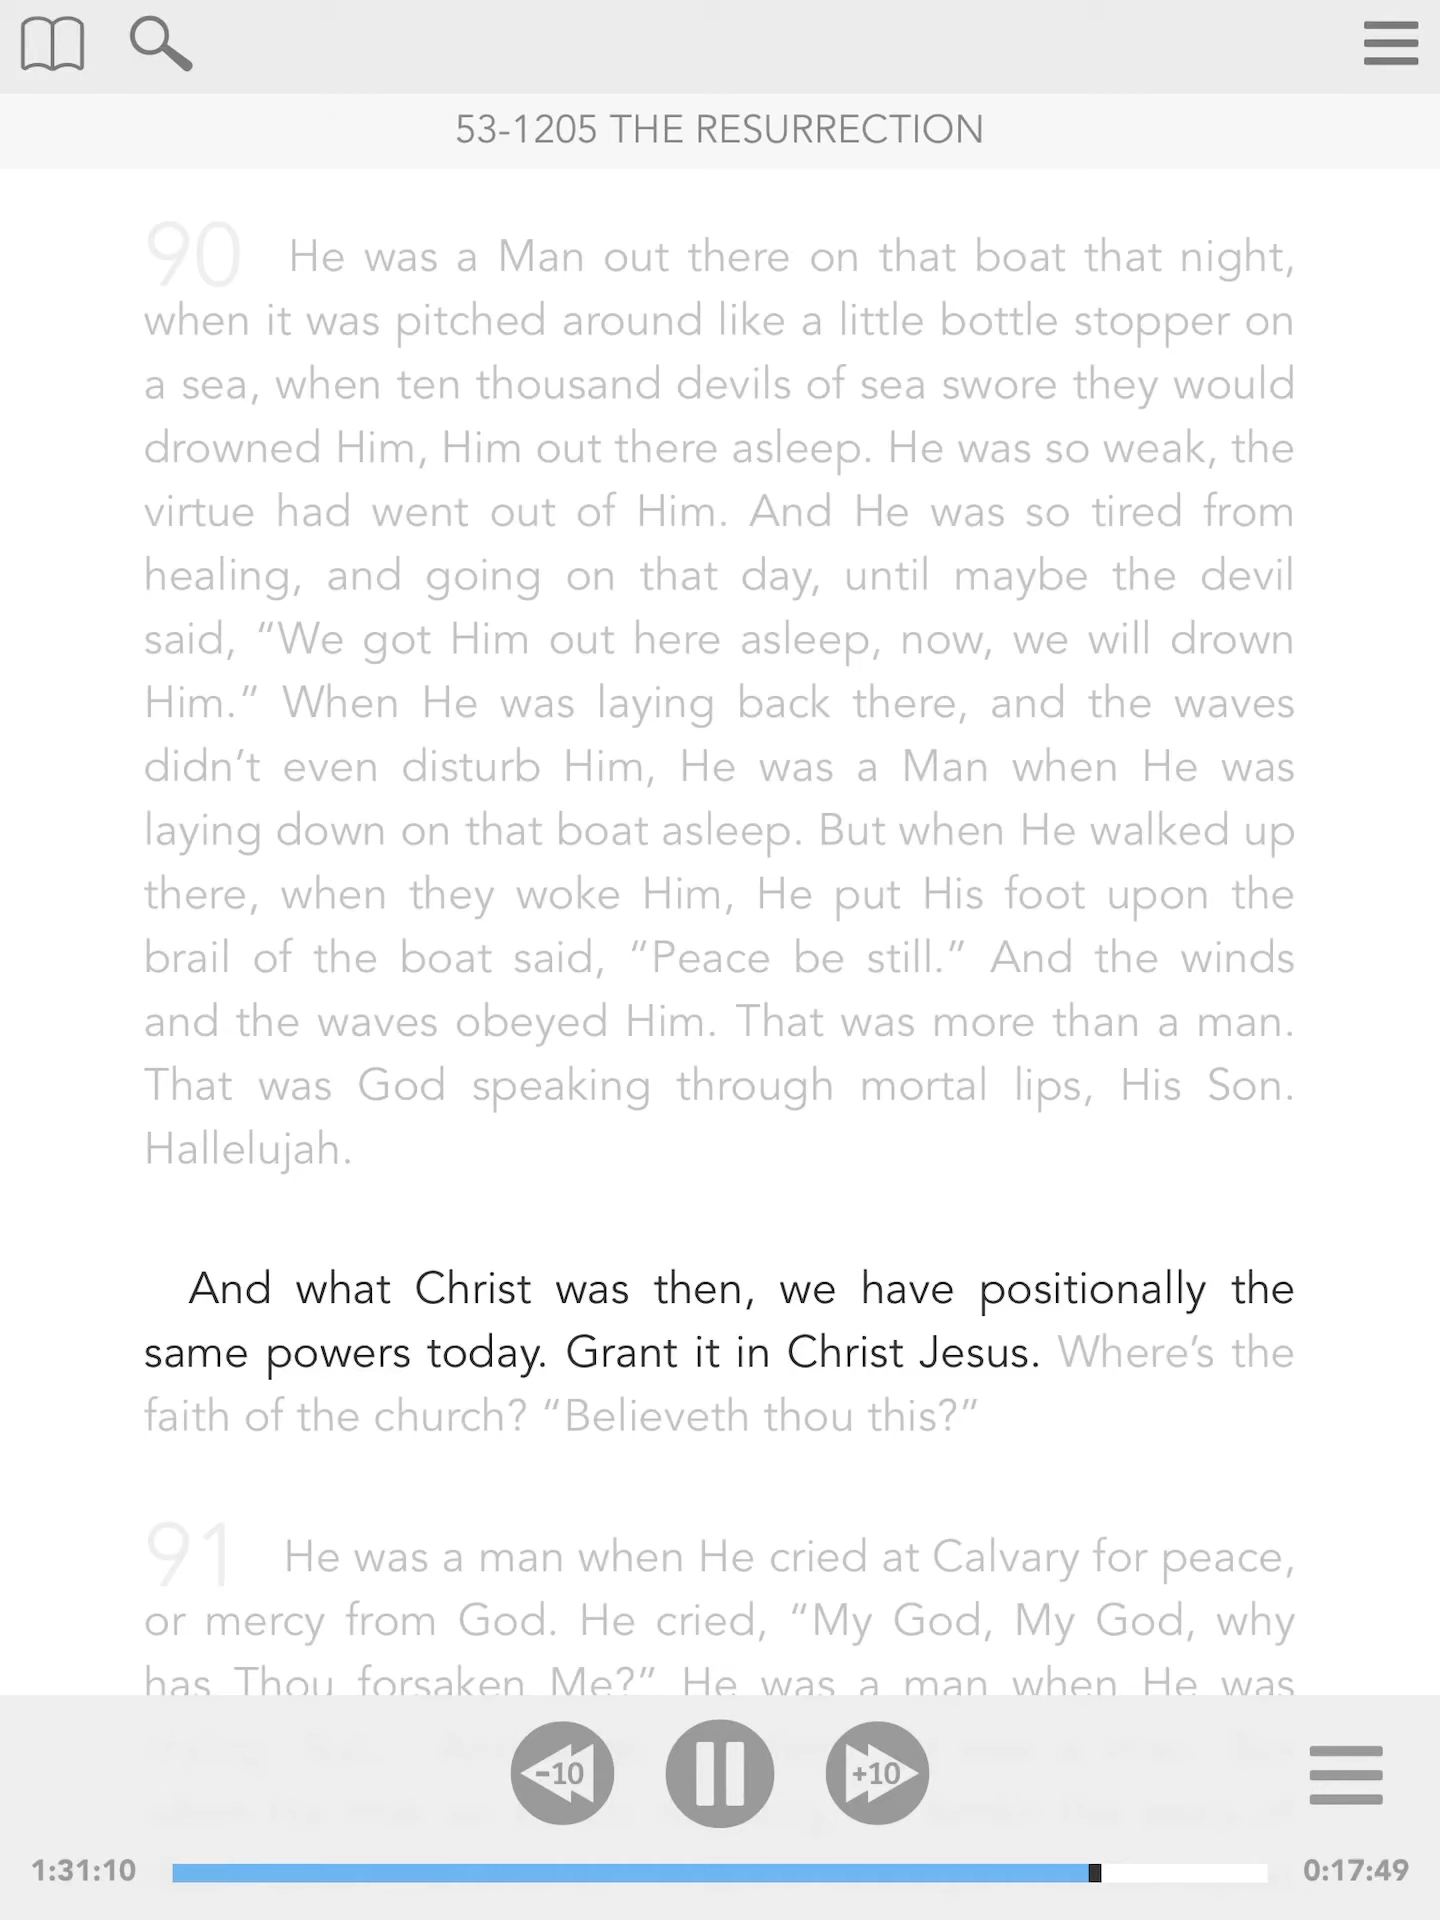 53-1205 THE RESURRECTION
90 He was a Man out there on that boat that night,
when it was pitched around like a little bottle stopper on
a sea, when ten thousand devils of sea swore they would
drowned Him, Him out there asleep. He was so weak, the
virtue had went out of Him. And He was so tired from
healing, and going on that day, until maybe the devil
said, “We got Him out here asleep, now, we will drown
Him.” When He was laying back there, and the waves
didn’t even disturb Him, He was a Man when He was
laying down on that boat asleep. But when He walked up
there, when they woke Him, He put His foot upon the
brail of the boat said, “Peace be still.” And the winds
and the waves obeyed Him. That was more than a man.
That was God speaking through mortal lips, His Son.
Hallelujah.
And what Christ was then, we have positionally the
same powers today. Grant it in Christ Jesus. Where’s the
faith of the church? “Believeth thou this?”
91 He was a man when He cried at Calvary for peace,
or mercy from God. He cried, “My God, My God, why
has Thou forsaken Me?” He was a man when He was
-10 +10
1:31:10 0:17:49